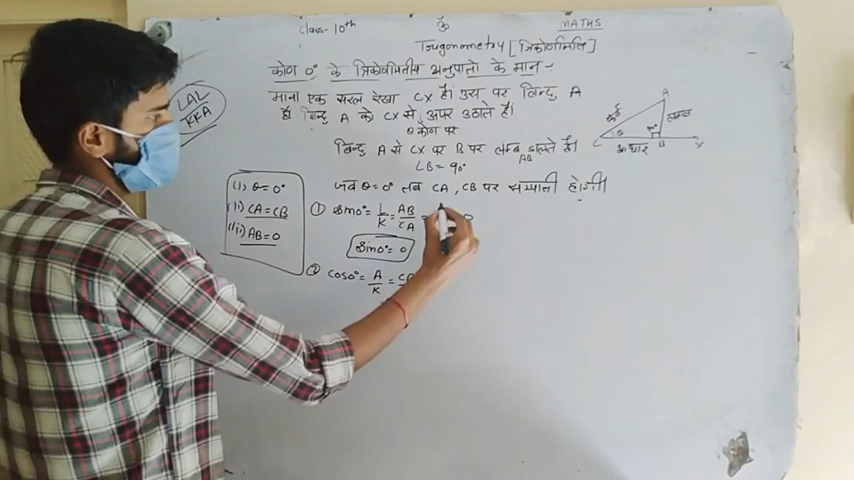 Class-10th
ॐ
MATHS
Trigonometry [त्रिकोणमिति]
कोण 0° के त्रिकोणमितीय अनुपातो के मान -
माना एक सरल रेखा CX है। इस पर बिन्दु A
है। बिन्दु A को CX से ऊपर उठाते हैं।
θ कोण पर
बिन्दु A से CX पर B पर लम्ब डालते हैं।
AB
∠B = 90°
जब θ=0° तब CA, CB पर सम्पाती होगी।
① Sin0° = L/K = AB/CA =
Sin0° = 0
② Cos0° = A/K =
LAL
KKA
(i) θ=0°
(ii) CA=CB
(iii) AB=0
A
कर्ण
लम्ब
θ
90°
C
आधार
B
X